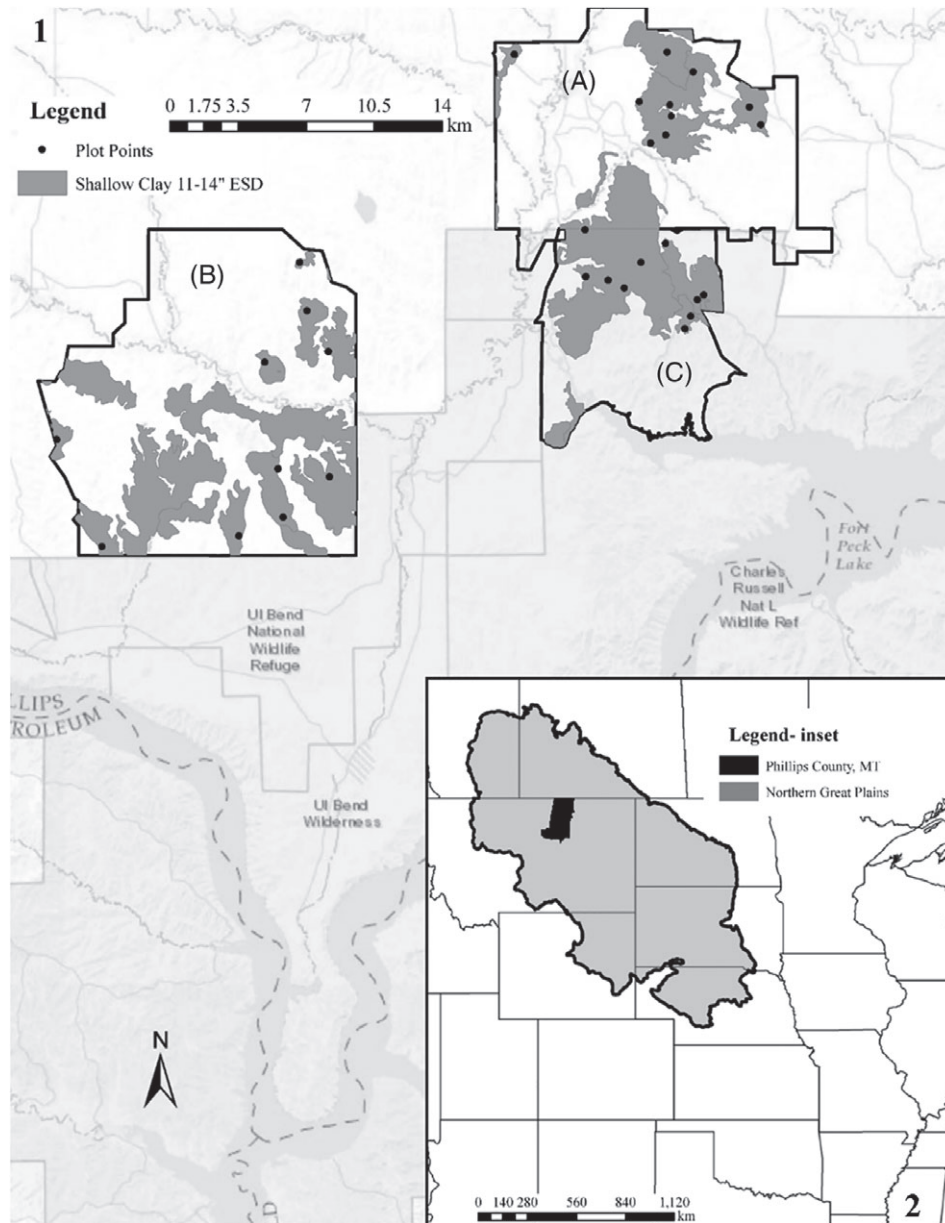 1
Legend
0 1.75 3.5 7 10.5 14
km
Plot Points
Shallow Clay 11-14" ESD
(A)
(B)
(C)
Fort
Peck
Lake
Charles
Russell
Nat L
Wildlife Ref
Ul Bend
National
Wildlife
Refuge
LLIPS
ROLEUM
Ul Bend
Wilderness
N
D
Legend- inset
Phillips County, MT
Northern Great Plains
0 140 280 560 840 1,120
km
2